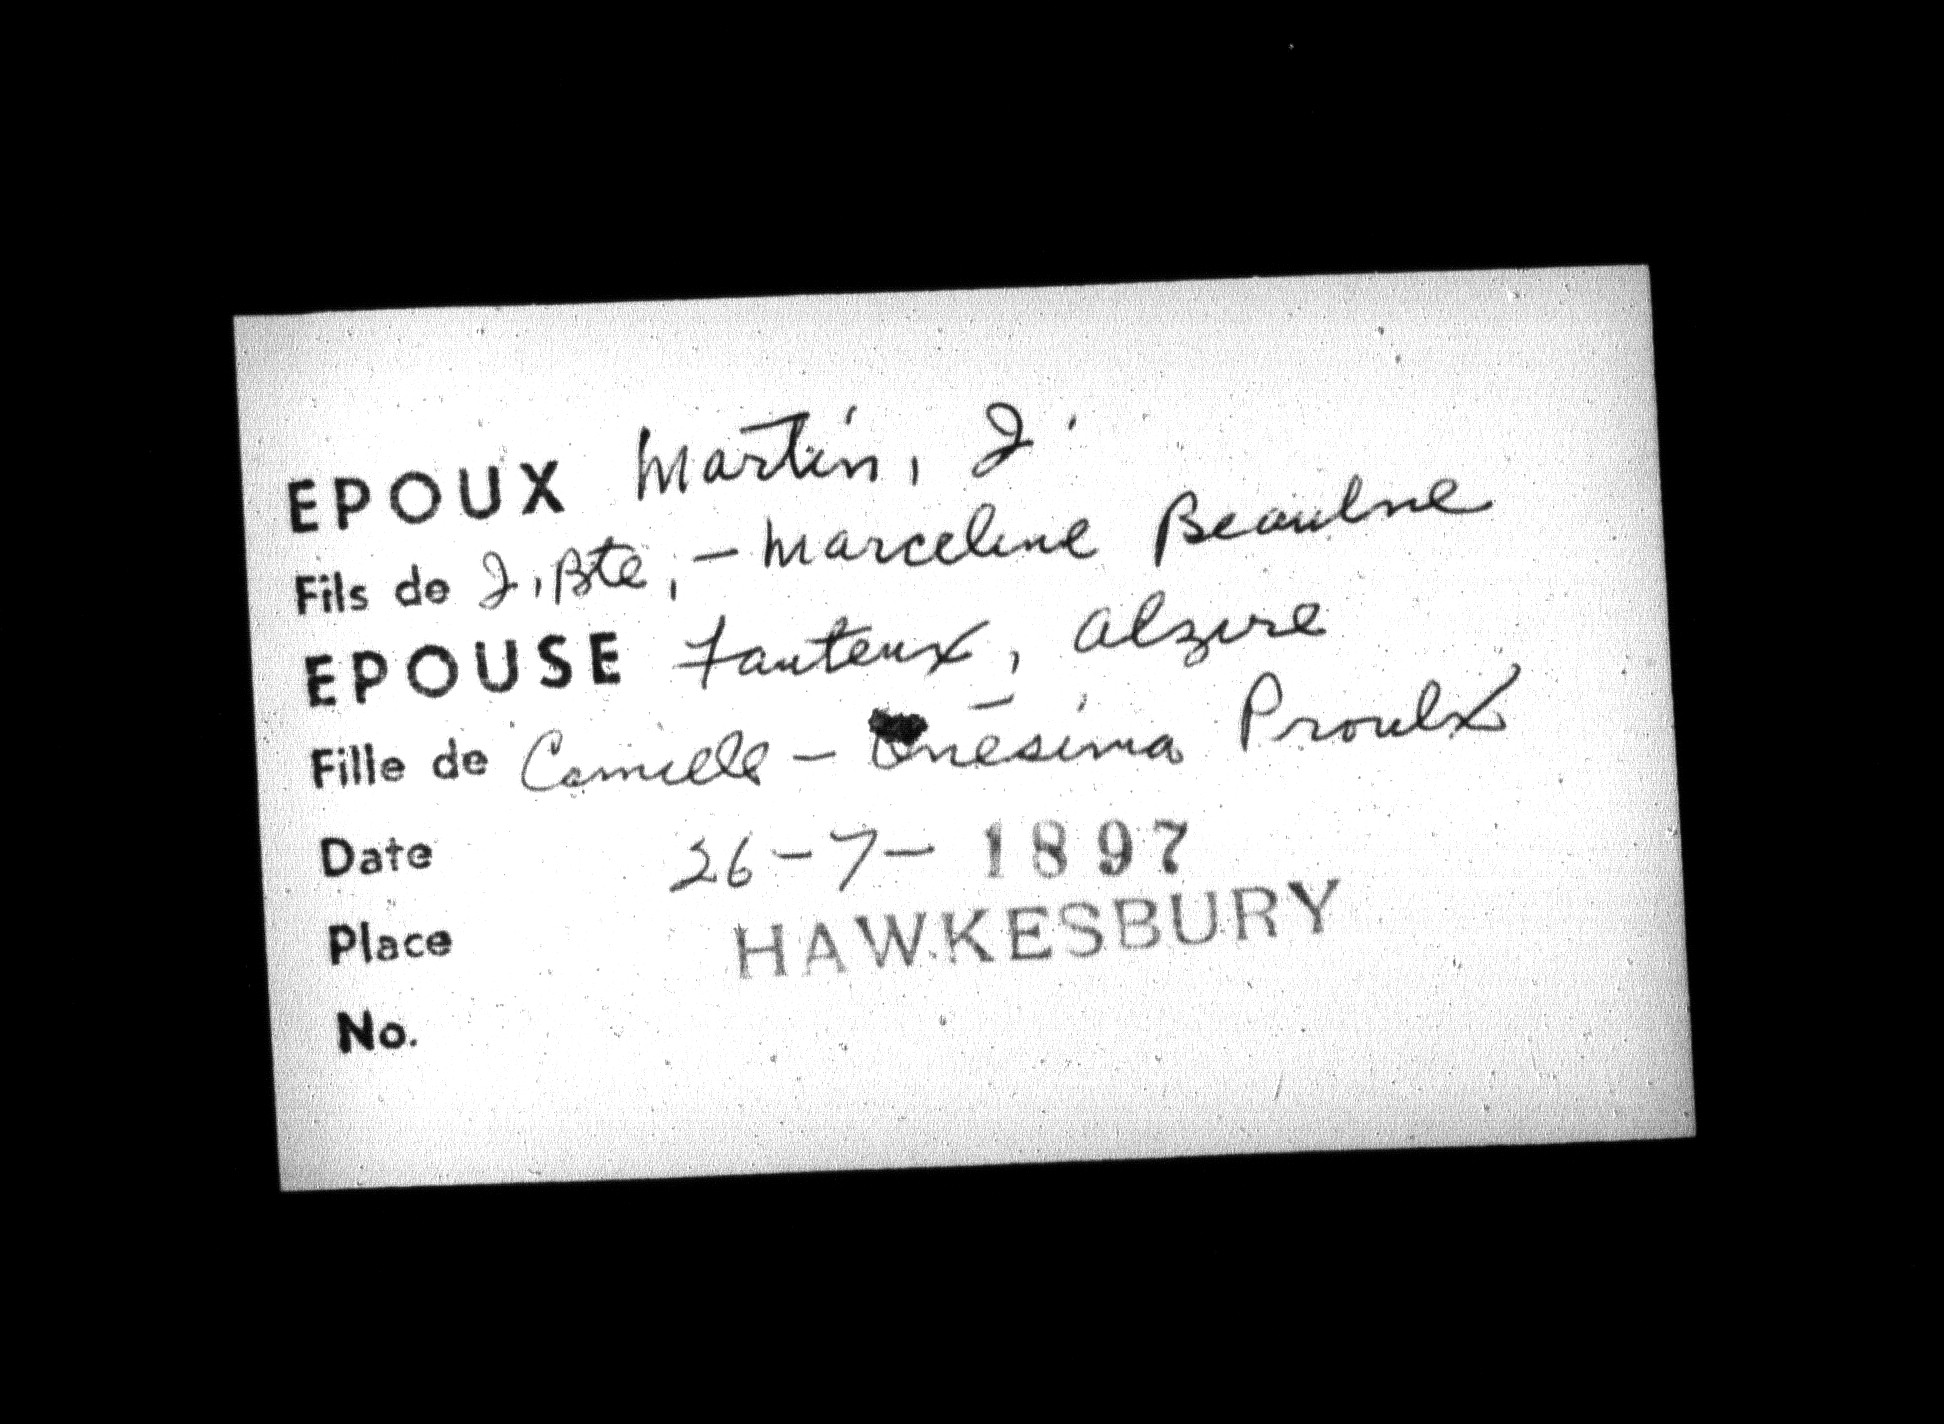 EPOUX Martin, J.
Fils de J. Bte, - Marceline Beaulne
EPOUSE Fauteux, Alzire
Fille de Camille - Onésima Proulx
Date 26-7-1897
Place HAWKESBURY
No.